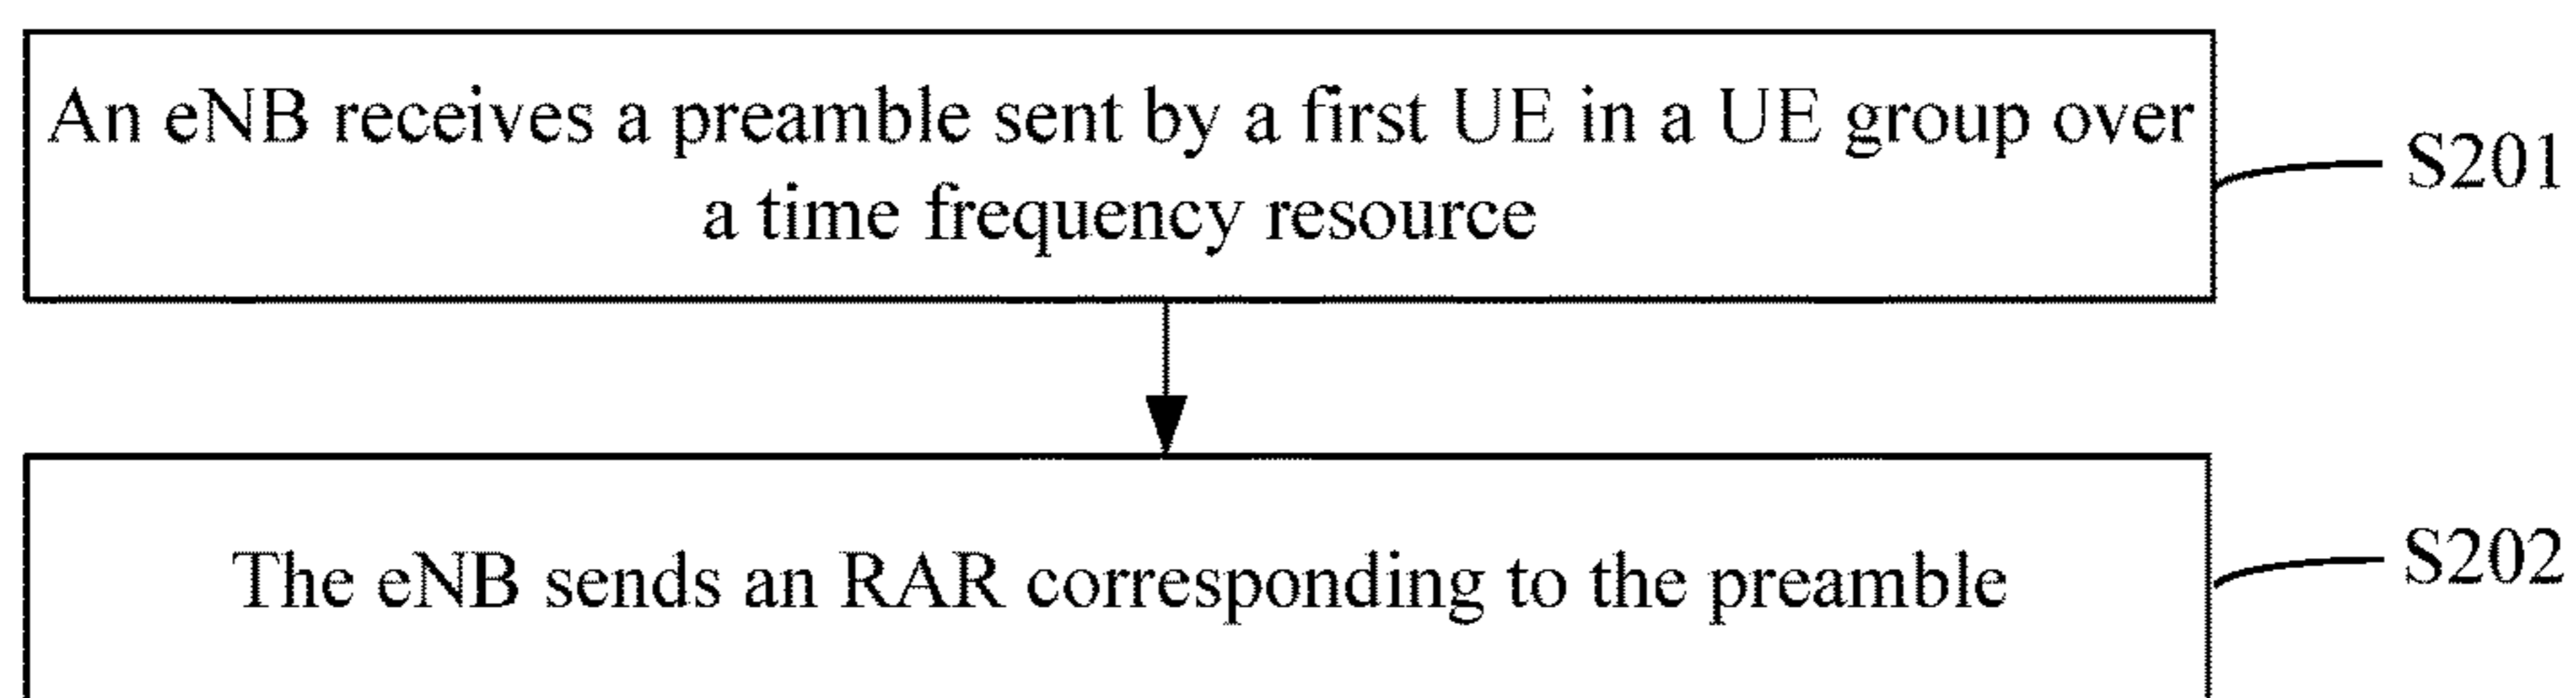 An eNB receives a preamble sent by a first UE in a UE group over
a time frequency resource
S201
The eNB sends an RAR corresponding to the preamble
S202